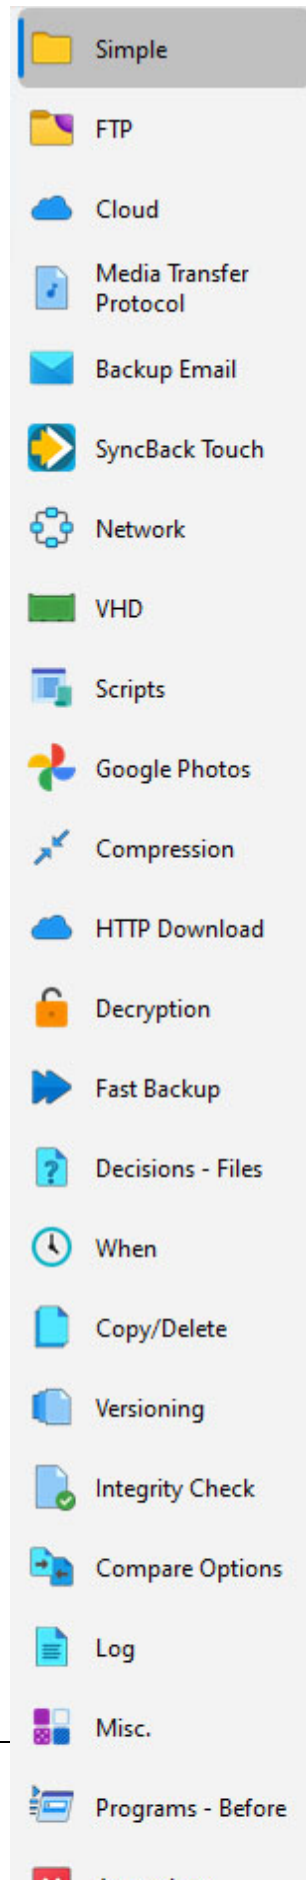 Simple
FTP
Cloud
Media Transfer
Protocol
Backup Email
SyncBack Touch
Network
VHD
Scripts
Google Photos
Compression
HTTP Download
Decryption
Fast Backup
Decisions - Files
When
Copy/Delete
Versioning
Integrity Check
Compare Options
Log
Misc.
Programs - Before